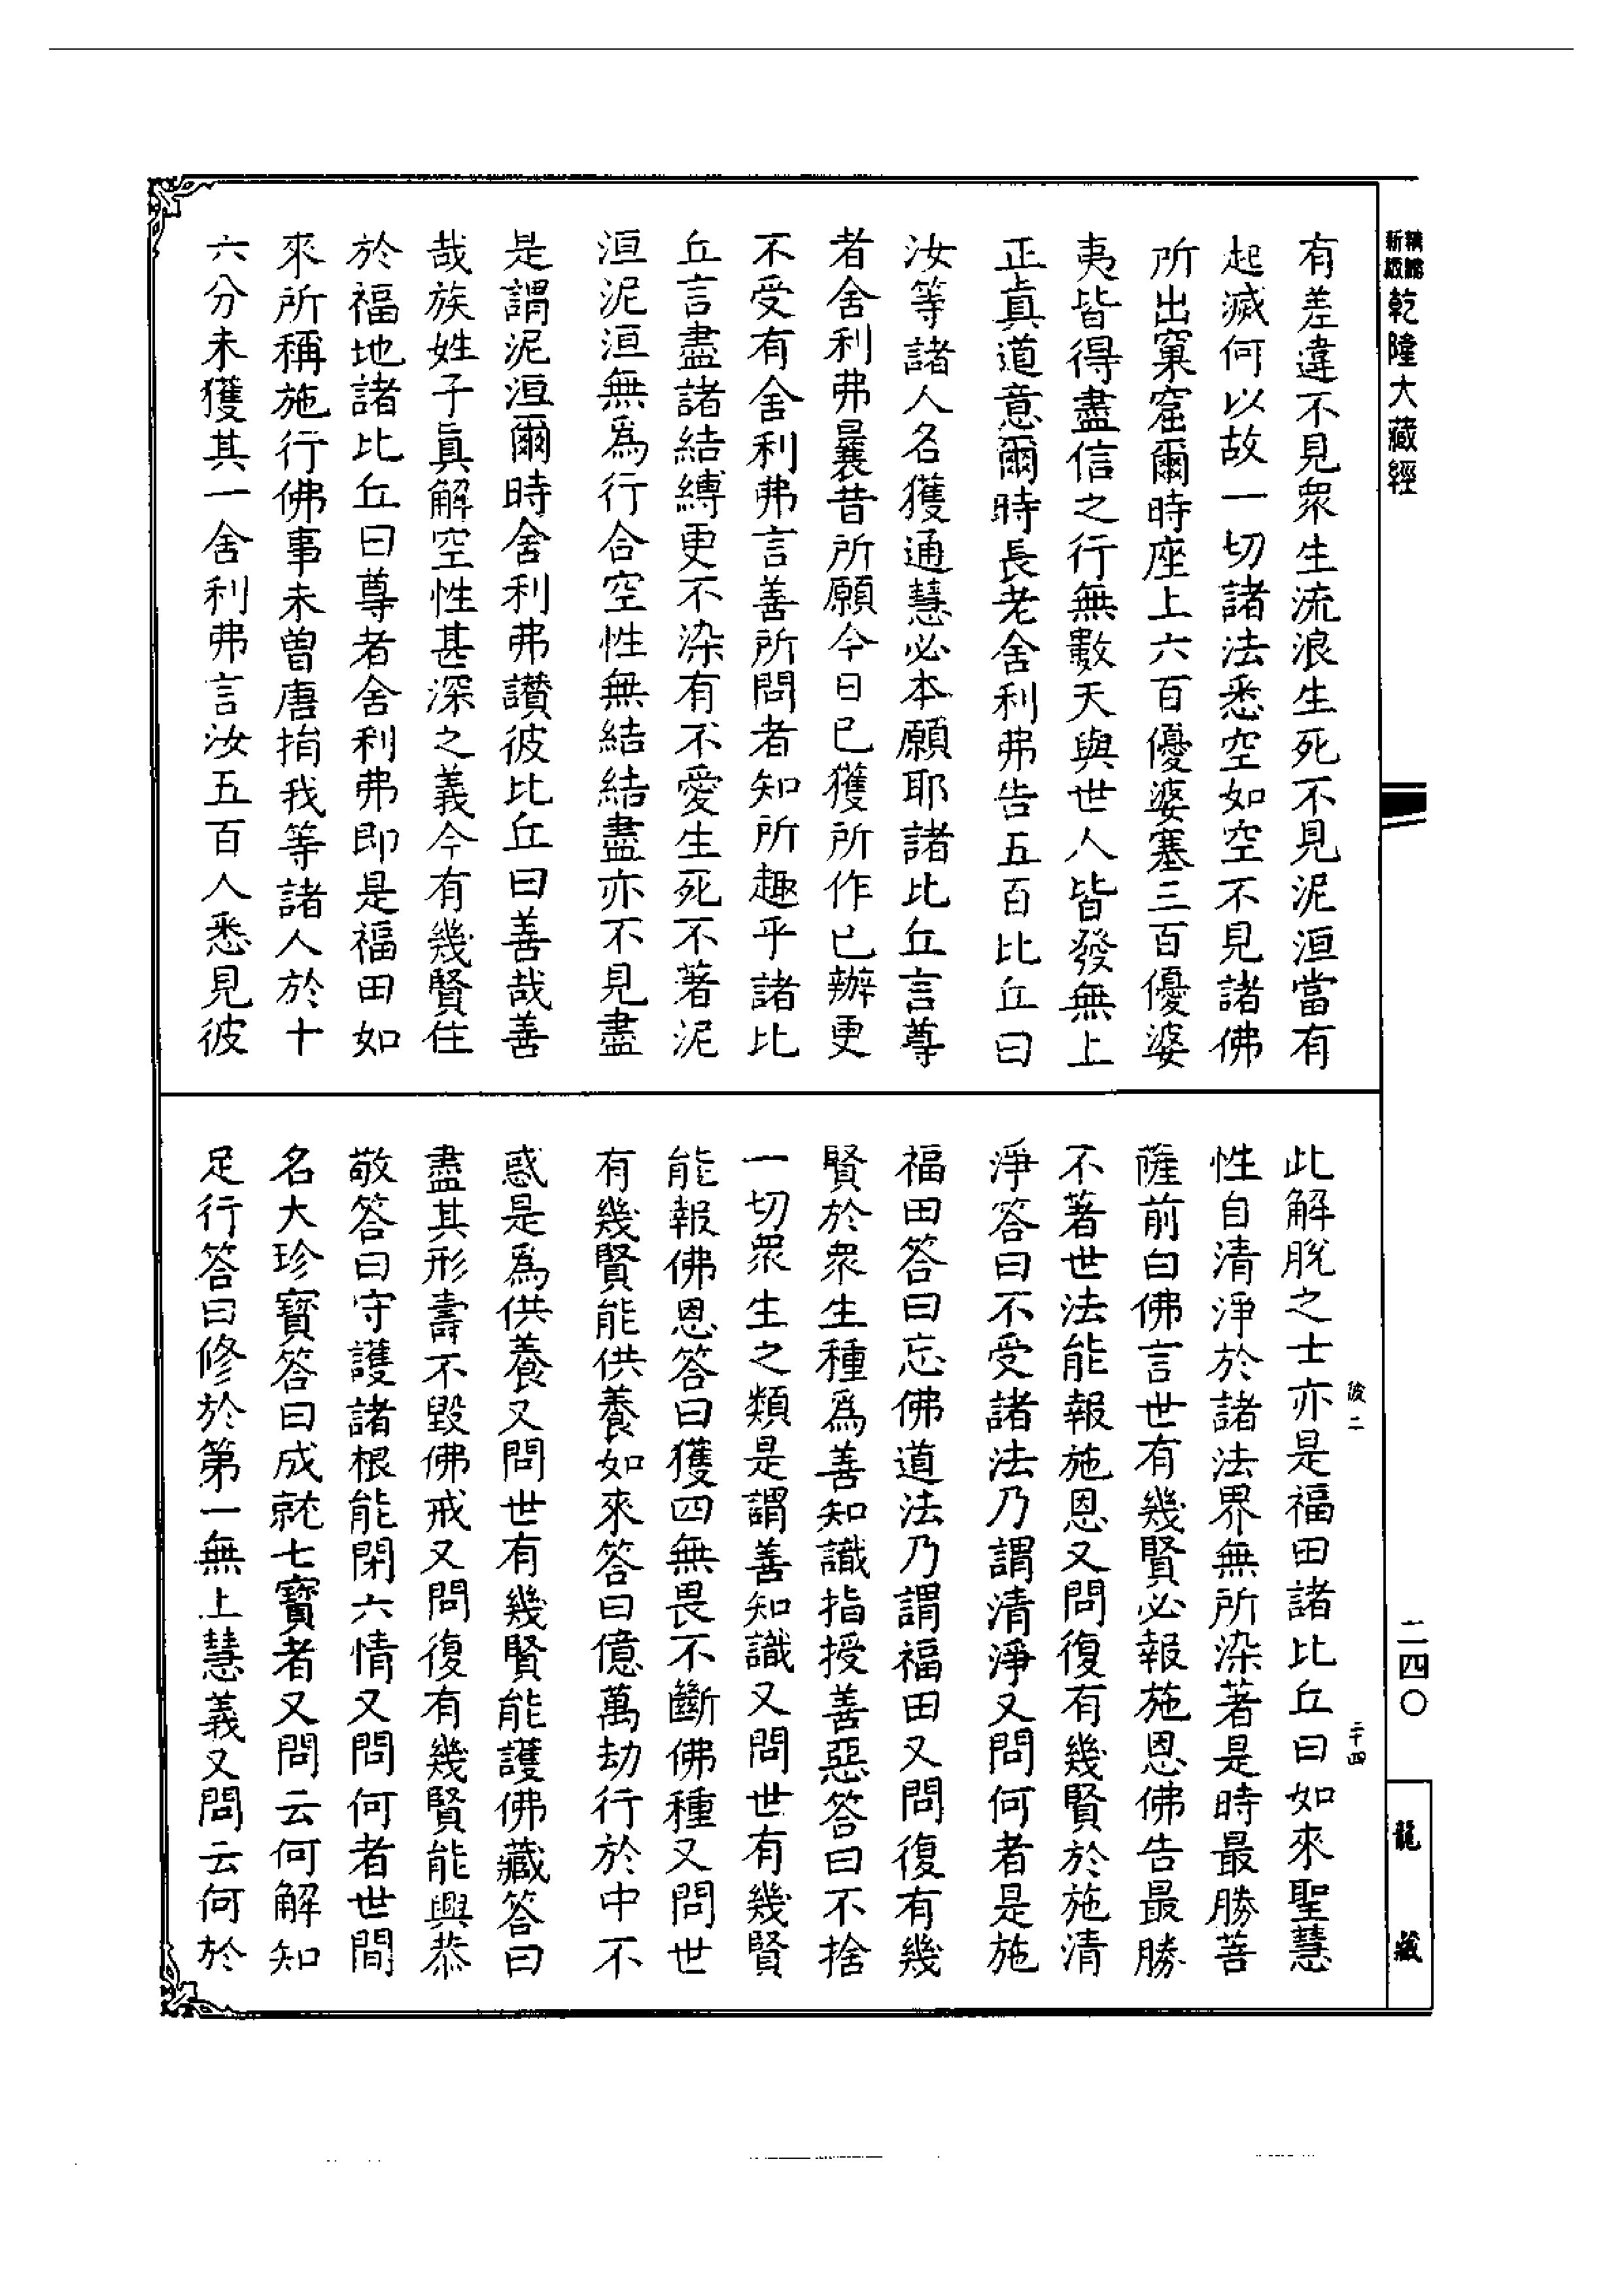 新編縮版乾隆大藏經
有差違不見衆生流浪生死不見泥洹當有
起滅何以故一切諸法悉空如空不見諸佛
所出窠窟爾時座上六百優婆塞三百優婆
夷皆得盡信之行無數天與世人皆發無上
正眞道意爾時長老舍利弗告五百比丘曰
汝等諸人名獲通慧必本願耶諸比丘言尊
者舍利弗曩昔所願今日已獲所作已辦更
不受有舍利弗言善所問者知所趣乎諸比
丘言盡諸結縛更不染有不愛生死不著泥
洹泥洹無爲行合空性無結結盡亦不見盡
是謂泥洹爾時舍利弗讚彼比丘曰善哉善
哉族姓子眞解空性甚深之義今有幾賢住
於福地諸比丘曰尊者舍利弗即是福田如
來所稱施行佛事未曾唐捐我等諸人於十
六分未獲其一舍利弗言汝五百人悉見彼
彼二
二十四
此解脫之士亦是福田諸比丘曰如來聖慧
性自清淨於諸法界無所染著是時最勝菩
薩前白佛言世有幾賢必報施恩佛告最勝
不著世法能報施恩又問復有幾賢於施清
淨答曰不受諸法乃謂清淨又問何者是施
福田答曰忘佛道法乃謂福田又問復有幾
賢於衆生種爲善知識指授善惡答曰不捨
一切衆生之類是謂善知識又問世有幾賢
能報佛恩答曰獲四無畏不斷佛種又問世
有幾賢能供養如來答曰億萬劫行於中不
惑是爲供養又問世有幾賢能護佛藏答曰
盡其形壽不毀佛戒又問復有幾賢能興恭
敬答曰守護諸根能閉六情又問何者世間
名大珍寶答曰成就七寶者又問云何解知
足行答曰修於第一無上慧義又問云何於
二四〇
龍藏